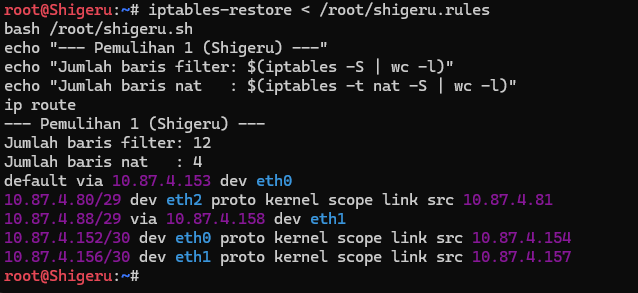 root@Shigeru:~# iptables-restore < /root/shigeru.rules
bash /root/shigeru.sh
echo "--- Pemulihan 1 (Shigeru) ---"
echo "Jumlah baris filter: $(iptables -S | wc -l)"
echo "Jumlah baris nat   : $(iptables -t nat -S | wc -l)"
ip route
--- Pemulihan 1 (Shigeru) ---
Jumlah baris filter: 12
Jumlah baris nat   : 4
default via 10.87.4.153 dev eth0
10.87.4.80/29 dev eth2 proto kernel scope link src 10.87.4.81
10.87.4.88/29 via 10.87.4.158 dev eth1
10.87.4.152/30 dev eth0 proto kernel scope link src 10.87.4.154
10.87.4.156/30 dev eth1 proto kernel scope link src 10.87.4.157
root@Shigeru:~#